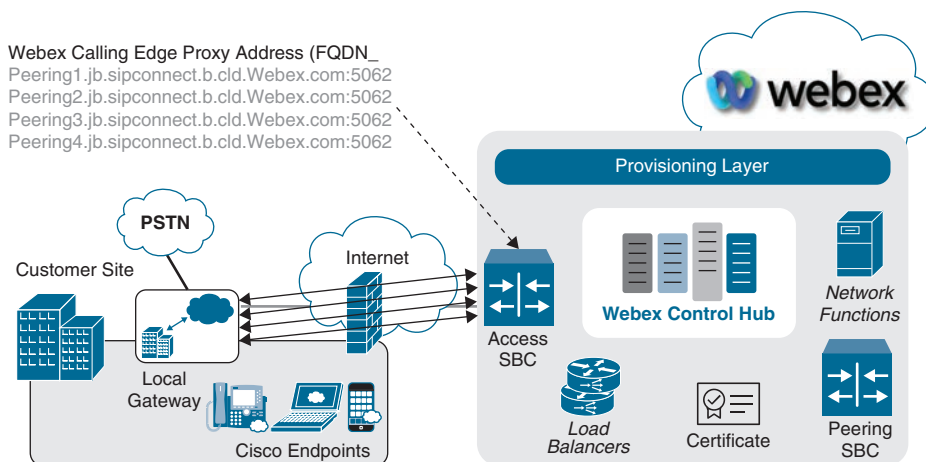 Webex Calling Edge Proxy Address (FQDN_
Peering1.jb.sipconnect.b.cld.Webex.com:5062
Peering2.jb.sipconnect.b.cld.Webex.com:5062
Peering3.jb.sipconnect.b.cld.Webex.com:5062
Peering4.jb.sipconnect.b.cld.Webex.com:5062
webex
Provisioning Layer
PSTN
Customer Site
Internet
Local
Gateway
Cisco Endpoints
Access
SBC
Webex Control Hub
Network
Functions
Load
Balancers
Certificate
Peering
SBC